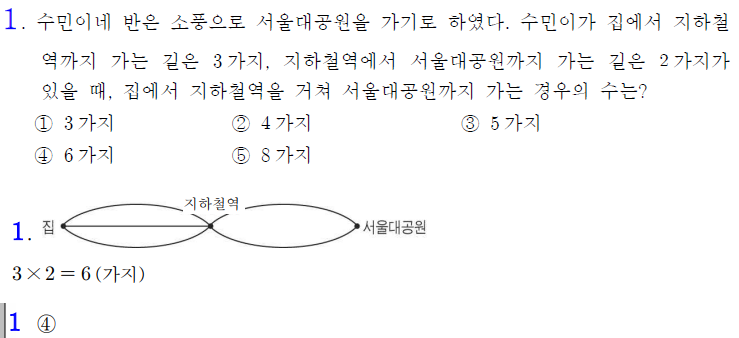 1. 수민이네 반은 소풍으로 서울대공원을 가기로 하였다. 수민이가 집에서 지하철
역까지 가는 길은 3가지, 지하철역에서 서울대공원까지 가는 길은 2가지가
있을 때, 집에서 지하철역을 거쳐 서울대공원까지 가는 경우의 수는?
① 3가지 ② 4가지 ③ 5가지
④ 6가지 ⑤ 8가지
지하철역
1. 집 서울대공원
3×2=6(가지)
1 ④